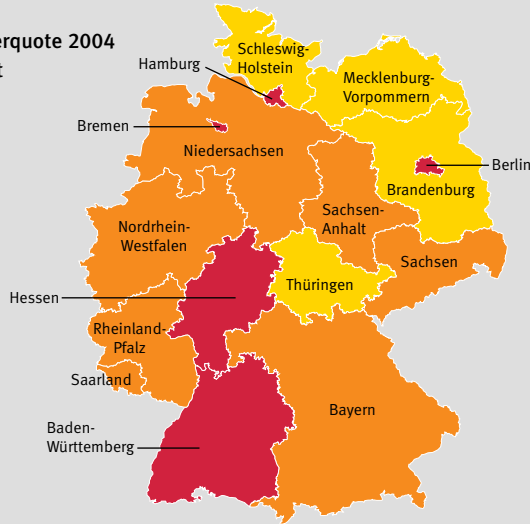 erquote 2004
t
Schleswig-
Holstein
Hamburg
Mecklenburg-
Vorpommern
Bremen
Niedersachsen
Berlin
Brandenburg
Sachsen-
Anhalt
Nordrhein-
Westfalen
Sachsen
Thüringen
Hessen
Rheinland-
Pfalz
Saarland
Bayern
Baden-
Württemberg